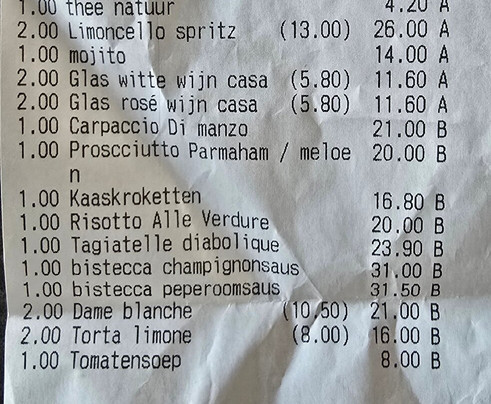 1.00 thee natuur 4.20 A
2.00 Limoncello spritz (13.00) 26.00 A
1.00 mojito 14.00 A
2.00 Glas witte wijn casa (5.80) 11.60 A
2.00 Glas rosé wijn casa (5.80) 11.60 A
1.00 Carpaccio Di manzo 21.00 B
1.00 Proscciutto Parmaham / meloe 20.00 B
n
1.00 Kaaskroketten 16.80 B
1.00 Risotto Alle Verdure 20.00 B
1.00 Tagiatelle diabolique 23.90 B
1.00 bistecca champignonsaus 31.00 B
1.00 bistecca peperoomsaus 31.50 B
2.00 Dame blanche (10.50) 21.00 B
2.00 Torta limone (8.00) 16.00 B
1.00 Tomatensoep 8.00 B